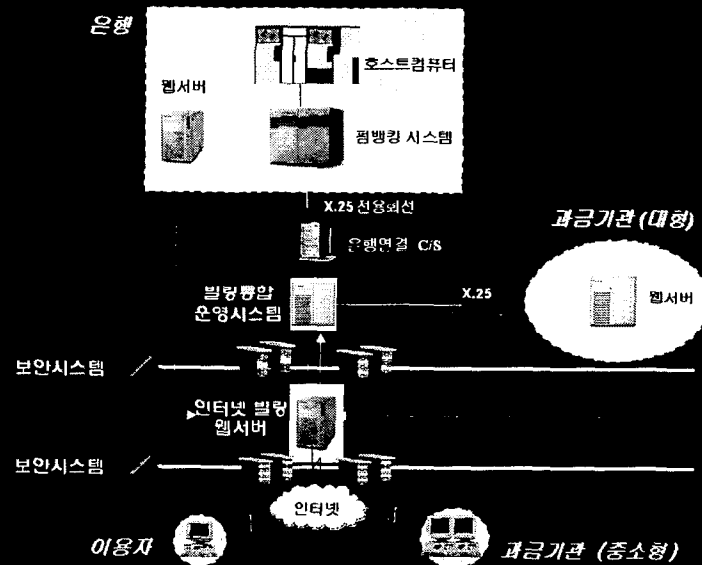 은행
호스트컴퓨터
웹서버
펌뱅킹 시스템
X.25 전용회선
과금기관 (대형)
은행연결 C/S
빌링통합
운영시스템
X.25
웹서버
보안시스템
인터넷 빌링
웹서버
보안시스템
인터넷
이용자
과금기관 (중소형)